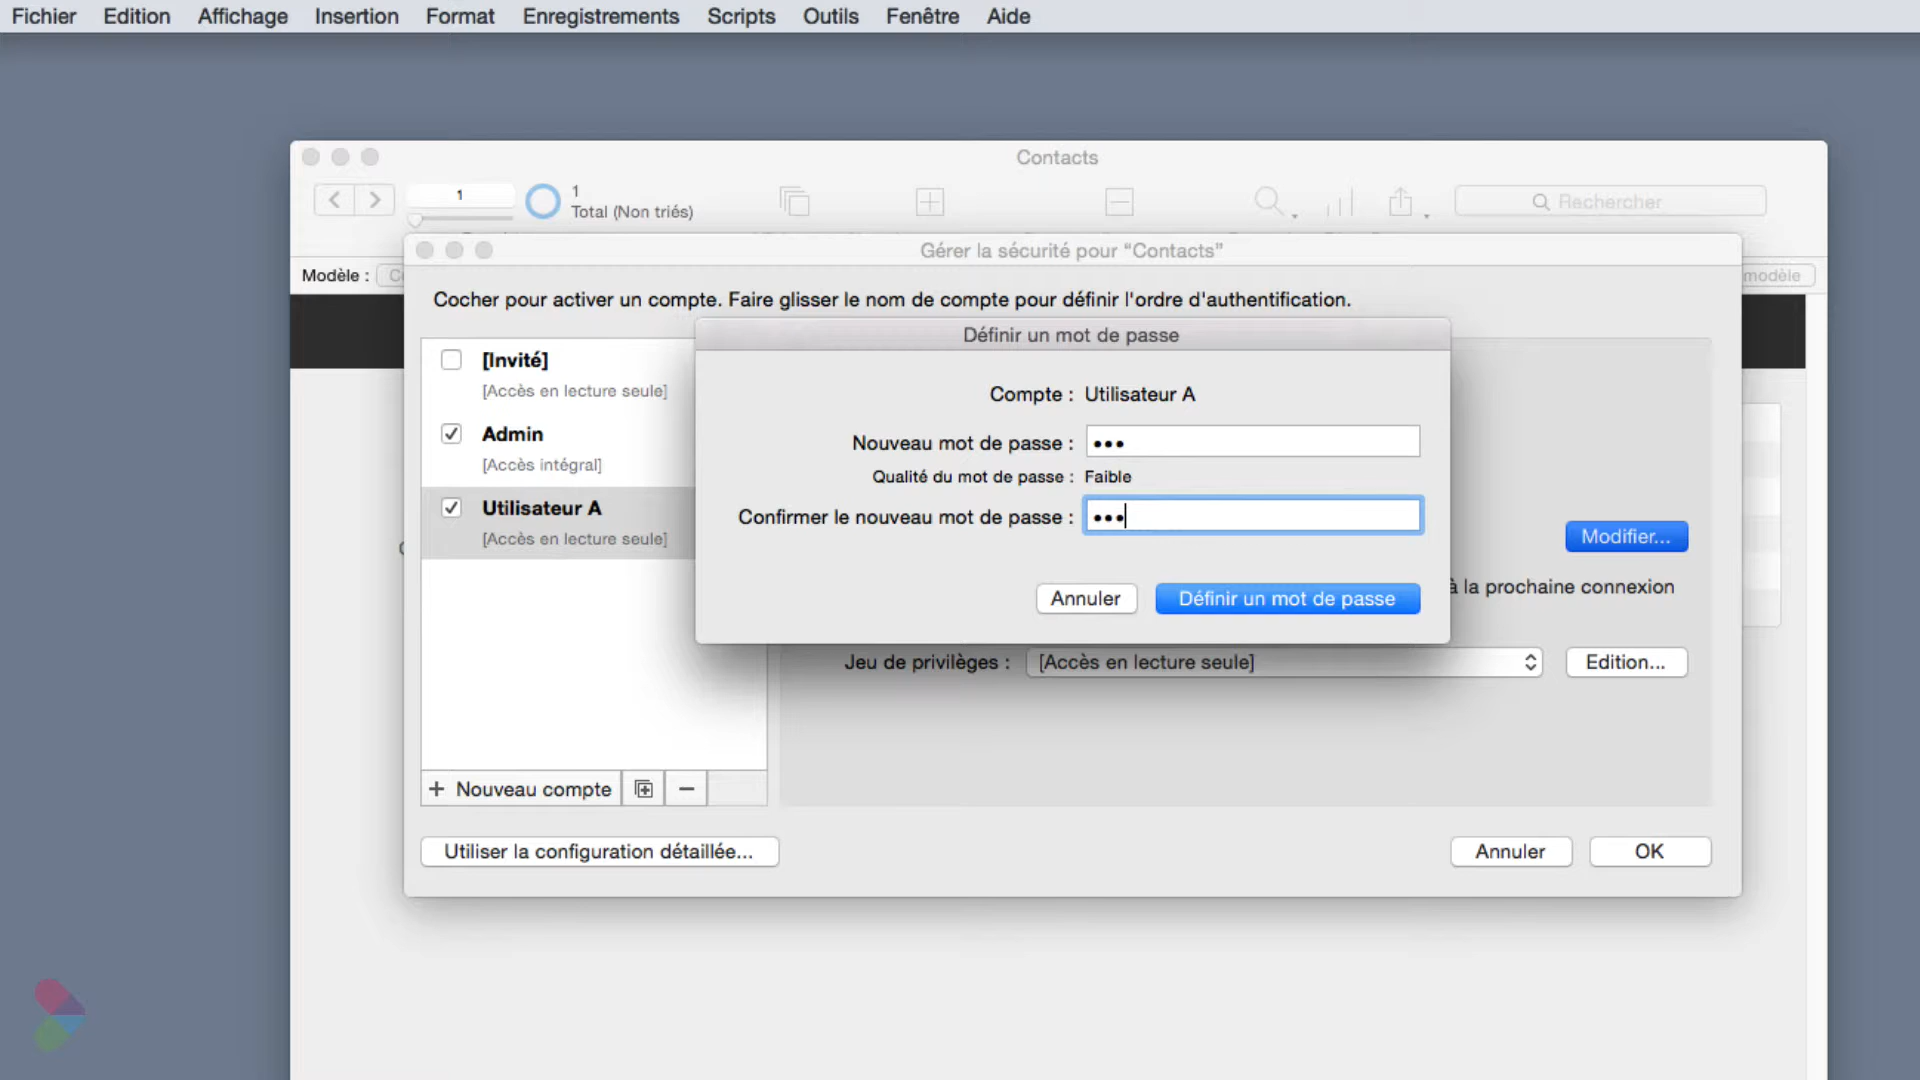 Fichier Edition Affichage Insertion Format Enregistrements Scripts Outils Fenêtre Aide
Contacts
1
1
Total (Non triés)
Rechercher
Modèle :
modèle
Gérer la sécurité pour “Contacts”
Cocher pour activer un compte. Faire glisser le nom de compte pour définir l'ordre d'authentification.
[Invité]
[Accès en lecture seule]
Admin
[Accès intégral]
Utilisateur A
[Accès en lecture seule]
Définir un mot de passe
Compte : Utilisateur A
Nouveau mot de passe : •••
Qualité du mot de passe : Faible
Confirmer le nouveau mot de passe : •••
Annuler Définir un mot de passe
Modifier...
à la prochaine connexion
Jeu de privilèges : [Accès en lecture seule] Edition...
+ Nouveau compte
Utiliser la configuration détaillée...
Annuler OK